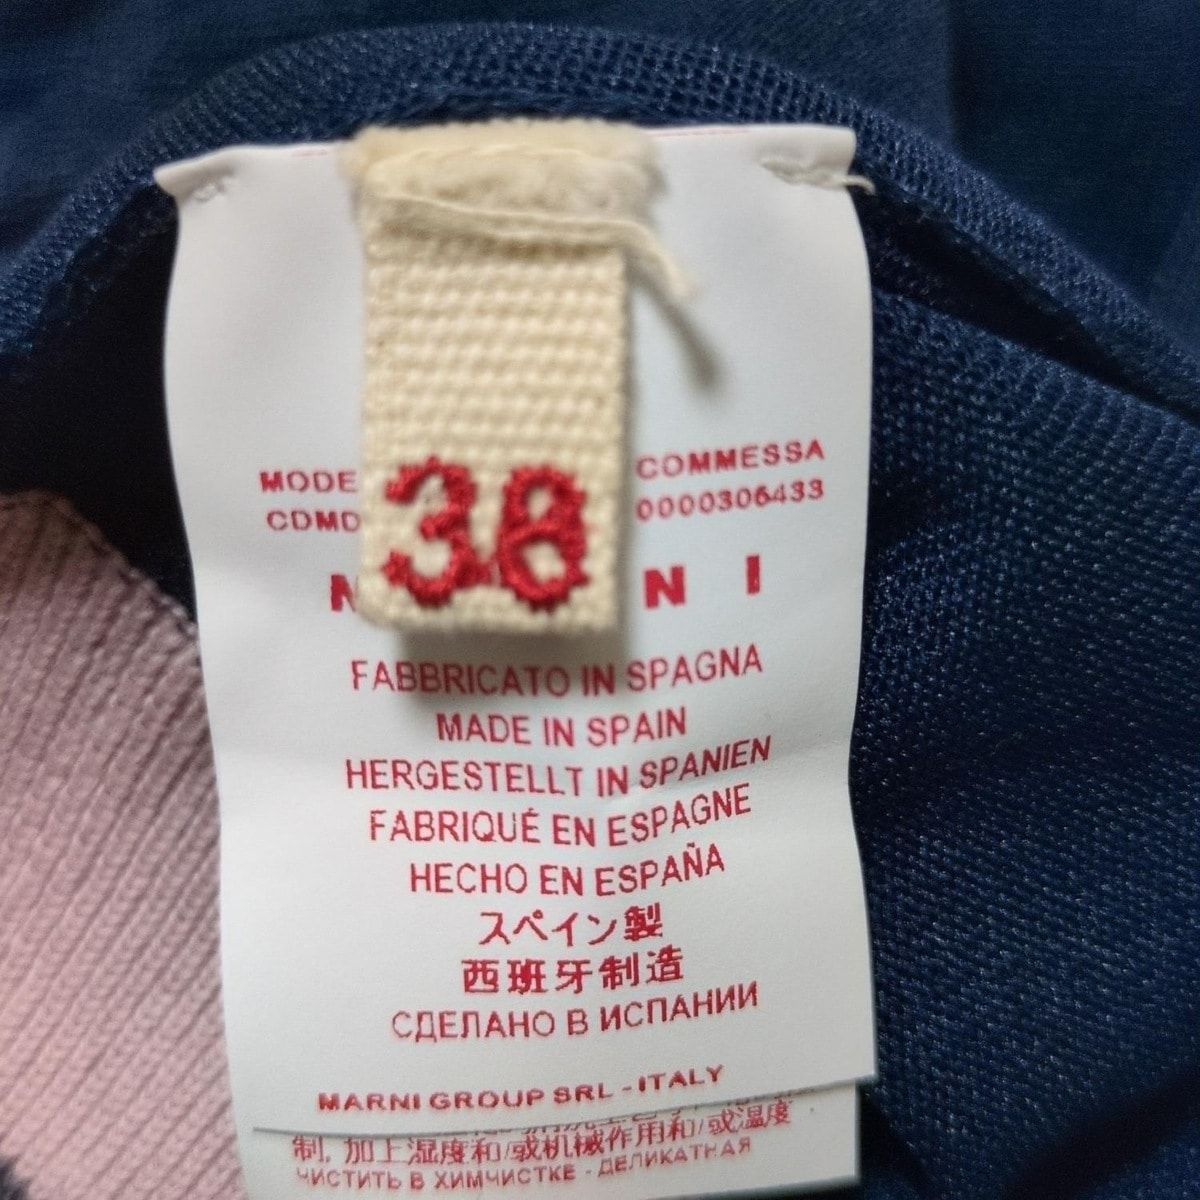 MODE COMMESSA
CDMD 0000306433
38
N I
FABBRICATO IN SPAGNA
MADE IN SPAIN
HERGESTELLT IN SPANIEN
FABRIQUÉ EN ESPAGNE
HECHO EN ESPAÑA
スペイン製
西班牙制造
СДЕЛАНО В ИСПАНИИ
MARNI GROUP SRL - ITALY
制, 加上湿度和/或机械作用和/或温度
ЧИСТИТЬ В ХИМЧИСТКЕ - ДЕЛИКАТНАЯ